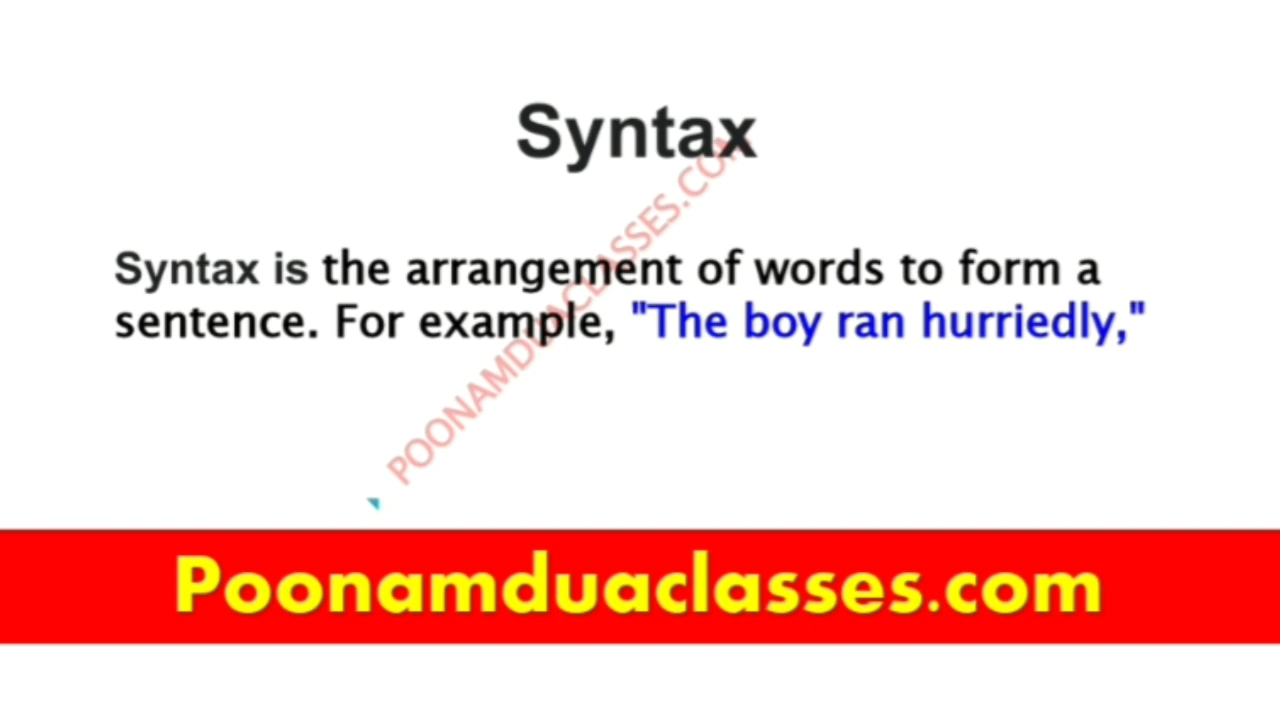 Syntax
Syntax is the arrangement of words to form a
sentence. For example, "The boy ran hurriedly,"
POONAMDUACLASSES.COM
Poonamduaclasses.com